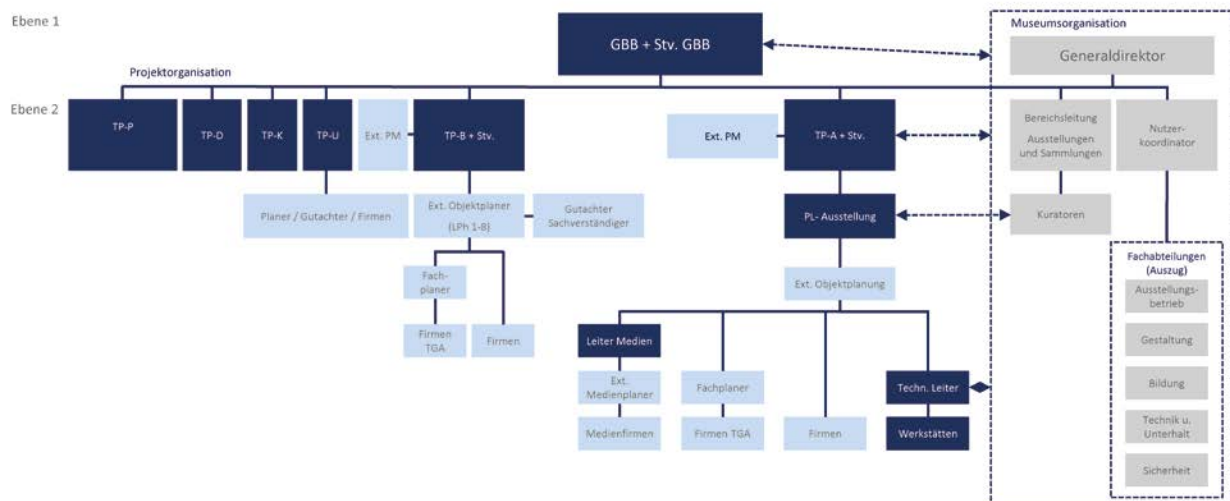 Ebene 1
Museumsorganisation
GBB + Stv. GBB
Generaldirektor
Projektorganisation
Ebene 2
TP-P
TP-D
TP-K
TP-U
Ext. PM
TP-B + Stv.
Ext. PM
TP-A + Stv.
Bereichsleitung
Ausstellungen
und Sammlungen
Nutzer-
koordinator
Planer / Gutachter / Firmen
Ext. Objektplaner
(LPh 1-8)
Gutachter
Sachverständiger
PL- Ausstellung
Kuratoren
Fachabteilungen
(Auszug)
Fach-
planer
Ext. Objektplanung
Ausstellungs-
betrieb
Firmen
TGA
Firmen
Leiter Medien
Gestaltung
Ext.
Medienplaner
Fachplaner
Techn. Leiter
Bildung
Medienfirmen
Firmen TGA
Firmen
Werkstätten
Technik u.
Unterhalt
Sicherheit